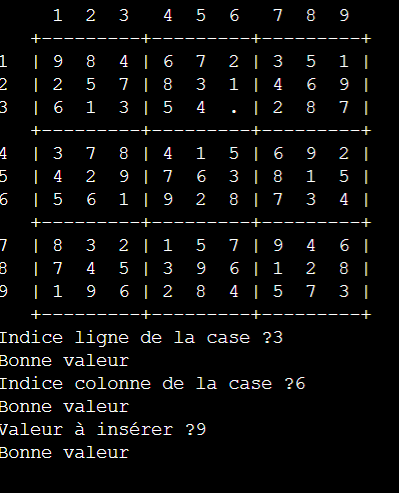 1 2 3 4 5 6 7 8 9
+---------+---------+---------+
1 | 9 8 4 | 6 7 2 | 3 5 1 |
2 | 2 5 7 | 8 3 1 | 4 6 9 |
3 | 6 1 3 | 5 4 . | 2 8 7 |
+---------+---------+---------+
4 | 3 7 8 | 4 1 5 | 6 9 2 |
5 | 4 2 9 | 7 6 3 | 8 1 5 |
6 | 5 6 1 | 9 2 8 | 7 3 4 |
+---------+---------+---------+
7 | 8 3 2 | 1 5 7 | 9 4 6 |
8 | 7 4 5 | 3 9 6 | 1 2 8 |
9 | 1 9 6 | 2 8 4 | 5 7 3 |
+---------+---------+---------+
Indice ligne de la case ?3
Bonne valeur
Indice colonne de la case ?6
Bonne valeur
Valeur à insérer ?9
Bonne valeur